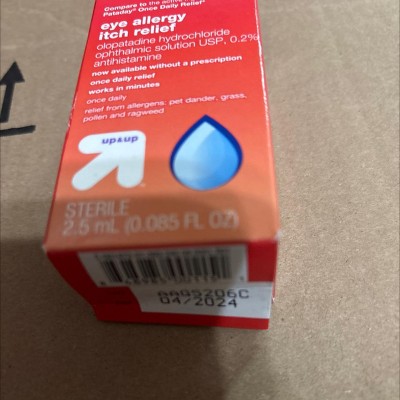 Compare to the active
Pataday® Once Daily Relief*
eye allergy
itch relief
olopatadine hydrochloride
ophthalmic solution USP, 0.2%
antihistamine
now available without a prescription
once daily relief
works in minutes
once daily
relief from allergens: pet dander, grass,
pollen and ragweed
up&up
STERILE
2.5 mL (0.085 FL OZ)
04/2024